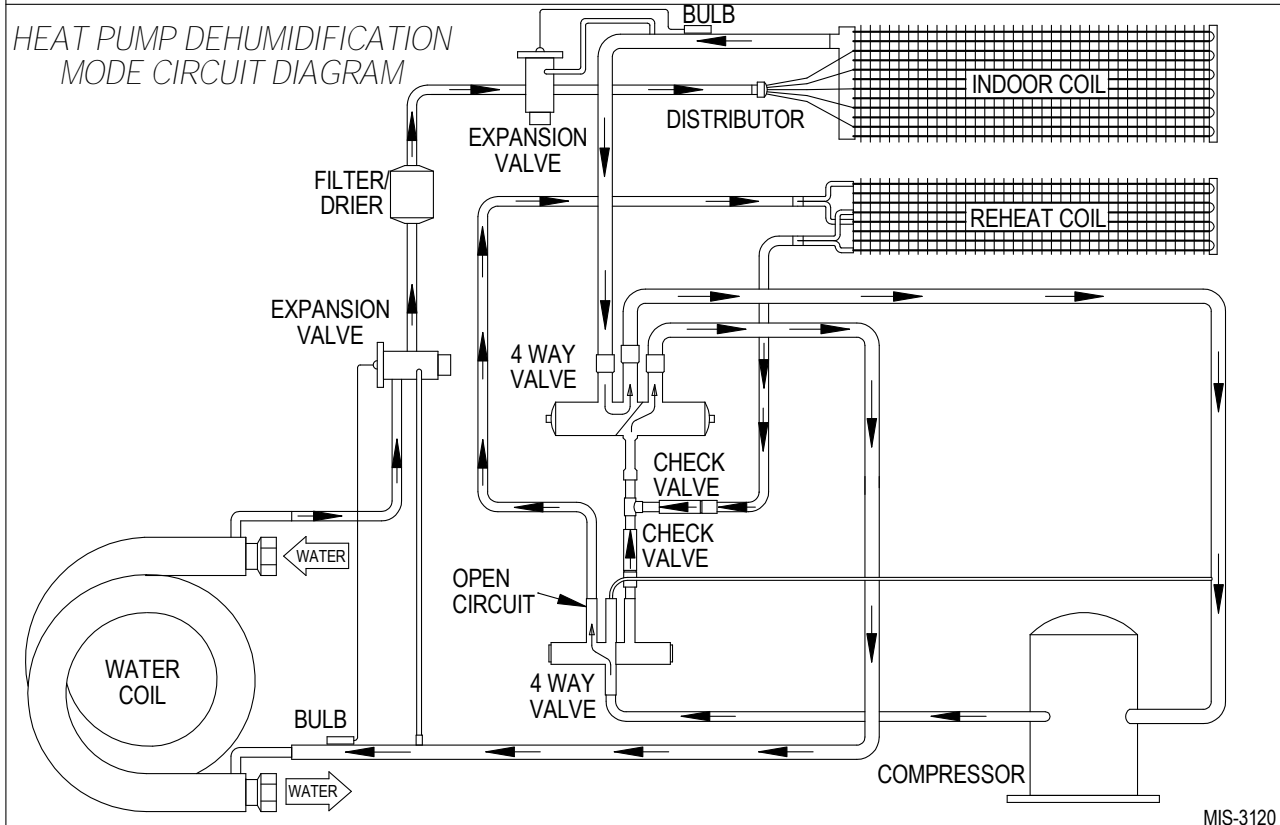 HEAT PUMP DEHUMIDIFICATION
MODE CIRCUIT DIAGRAM
BULB
INDOOR COIL
DISTRIBUTOR
EXPANSION
VALVE
FILTER/
DRIER
REHEAT COIL
EXPANSION
VALVE
4 WAY
VALVE
CHECK
VALVE
CHECK
VALVE
WATER
OPEN
CIRCUIT
WATER
COIL
4 WAY
VALVE
BULB
COMPRESSOR
WATER
MIS-3120